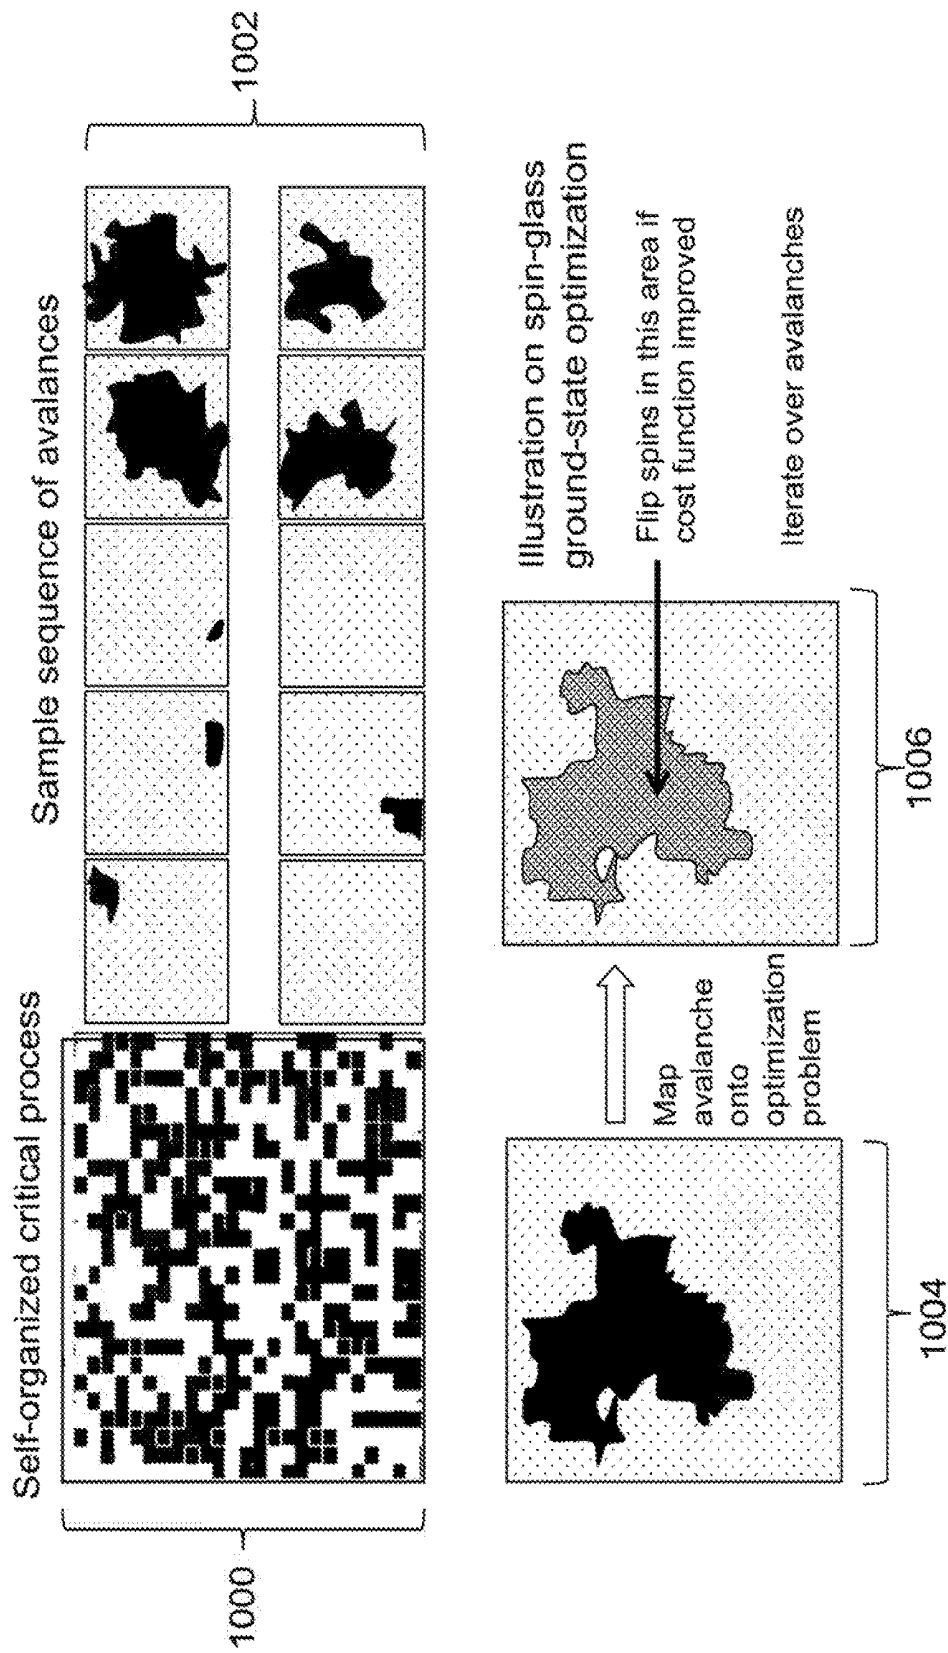 Self-organized critical process
Sample sequence of avalances
1000
1002
Map
avalanche
onto
optimization
problem
Illustration on spin-glass
ground-state optimization
Flip spins in this area if
cost function improved
Iterate over avalanches
1004
1006